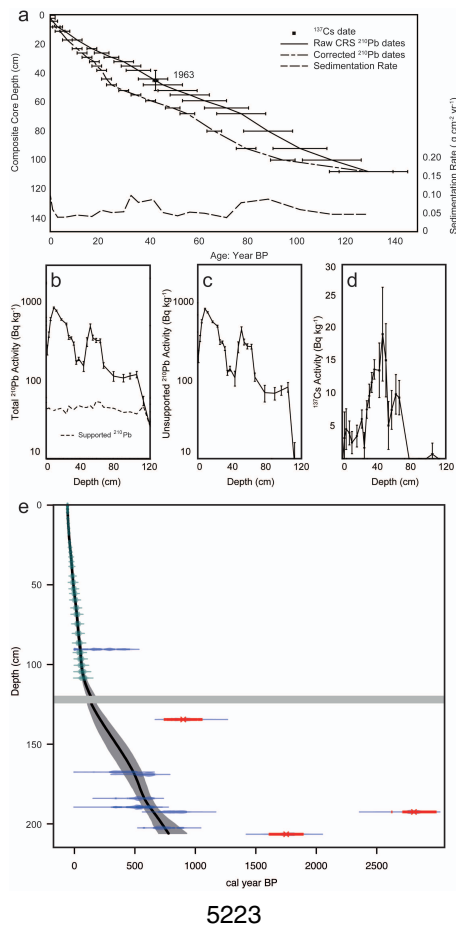 a
¹³⁷Cs date
Raw CRS ²¹⁰Pb dates
Corrected ²¹⁰Pb dates
Sedimentation Rate
1963
Composite Core Depth (cm)
0
20
40
60
80
100
120
140
0.20
0.15
0.10
0.05
0
Sedimentation Rate ( g cm⁻² yr⁻¹)
0 20 40 60 80 100 120 140
Age: Year BP
b
Total ²¹⁰Pb Activity (Bq kg⁻¹)
1000
100
10
Supported ²¹⁰Pb
0 40 80 120
Depth (cm)
c
Unsupported ²¹⁰Pb Activity (Bq kg⁻¹)
1000
100
10
0 40 80 120
Depth (cm)
d
¹³⁷Cs Activity (Bq kg⁻¹)
30
25
20
15
10
5
0 40 80 120
Depth (cm)
e
Depth (cm)
0
50
100
150
200
0 500 1000 1500 2000 2500
cal year BP
5223